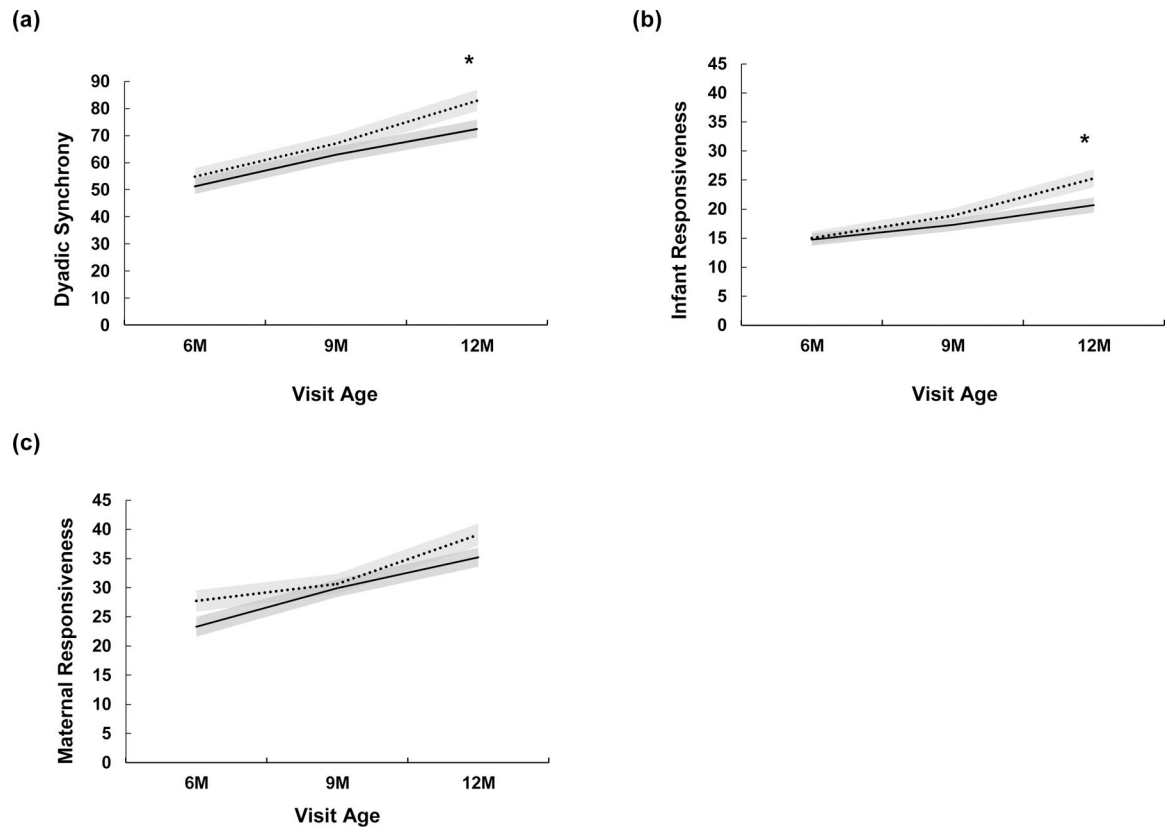 (a)
*
90
80
70
60
50
40
30
20
10
0
Dyadic Synchrony
6M 9M 12M
Visit Age
(b)
45
40
35
30
25
20
15
10
5
0
*
Infant Responsiveness
6M 9M 12M
Visit Age
(c)
45
40
35
30
25
20
15
10
5
0
Maternal Responsiveness
6M 9M 12M
Visit Age